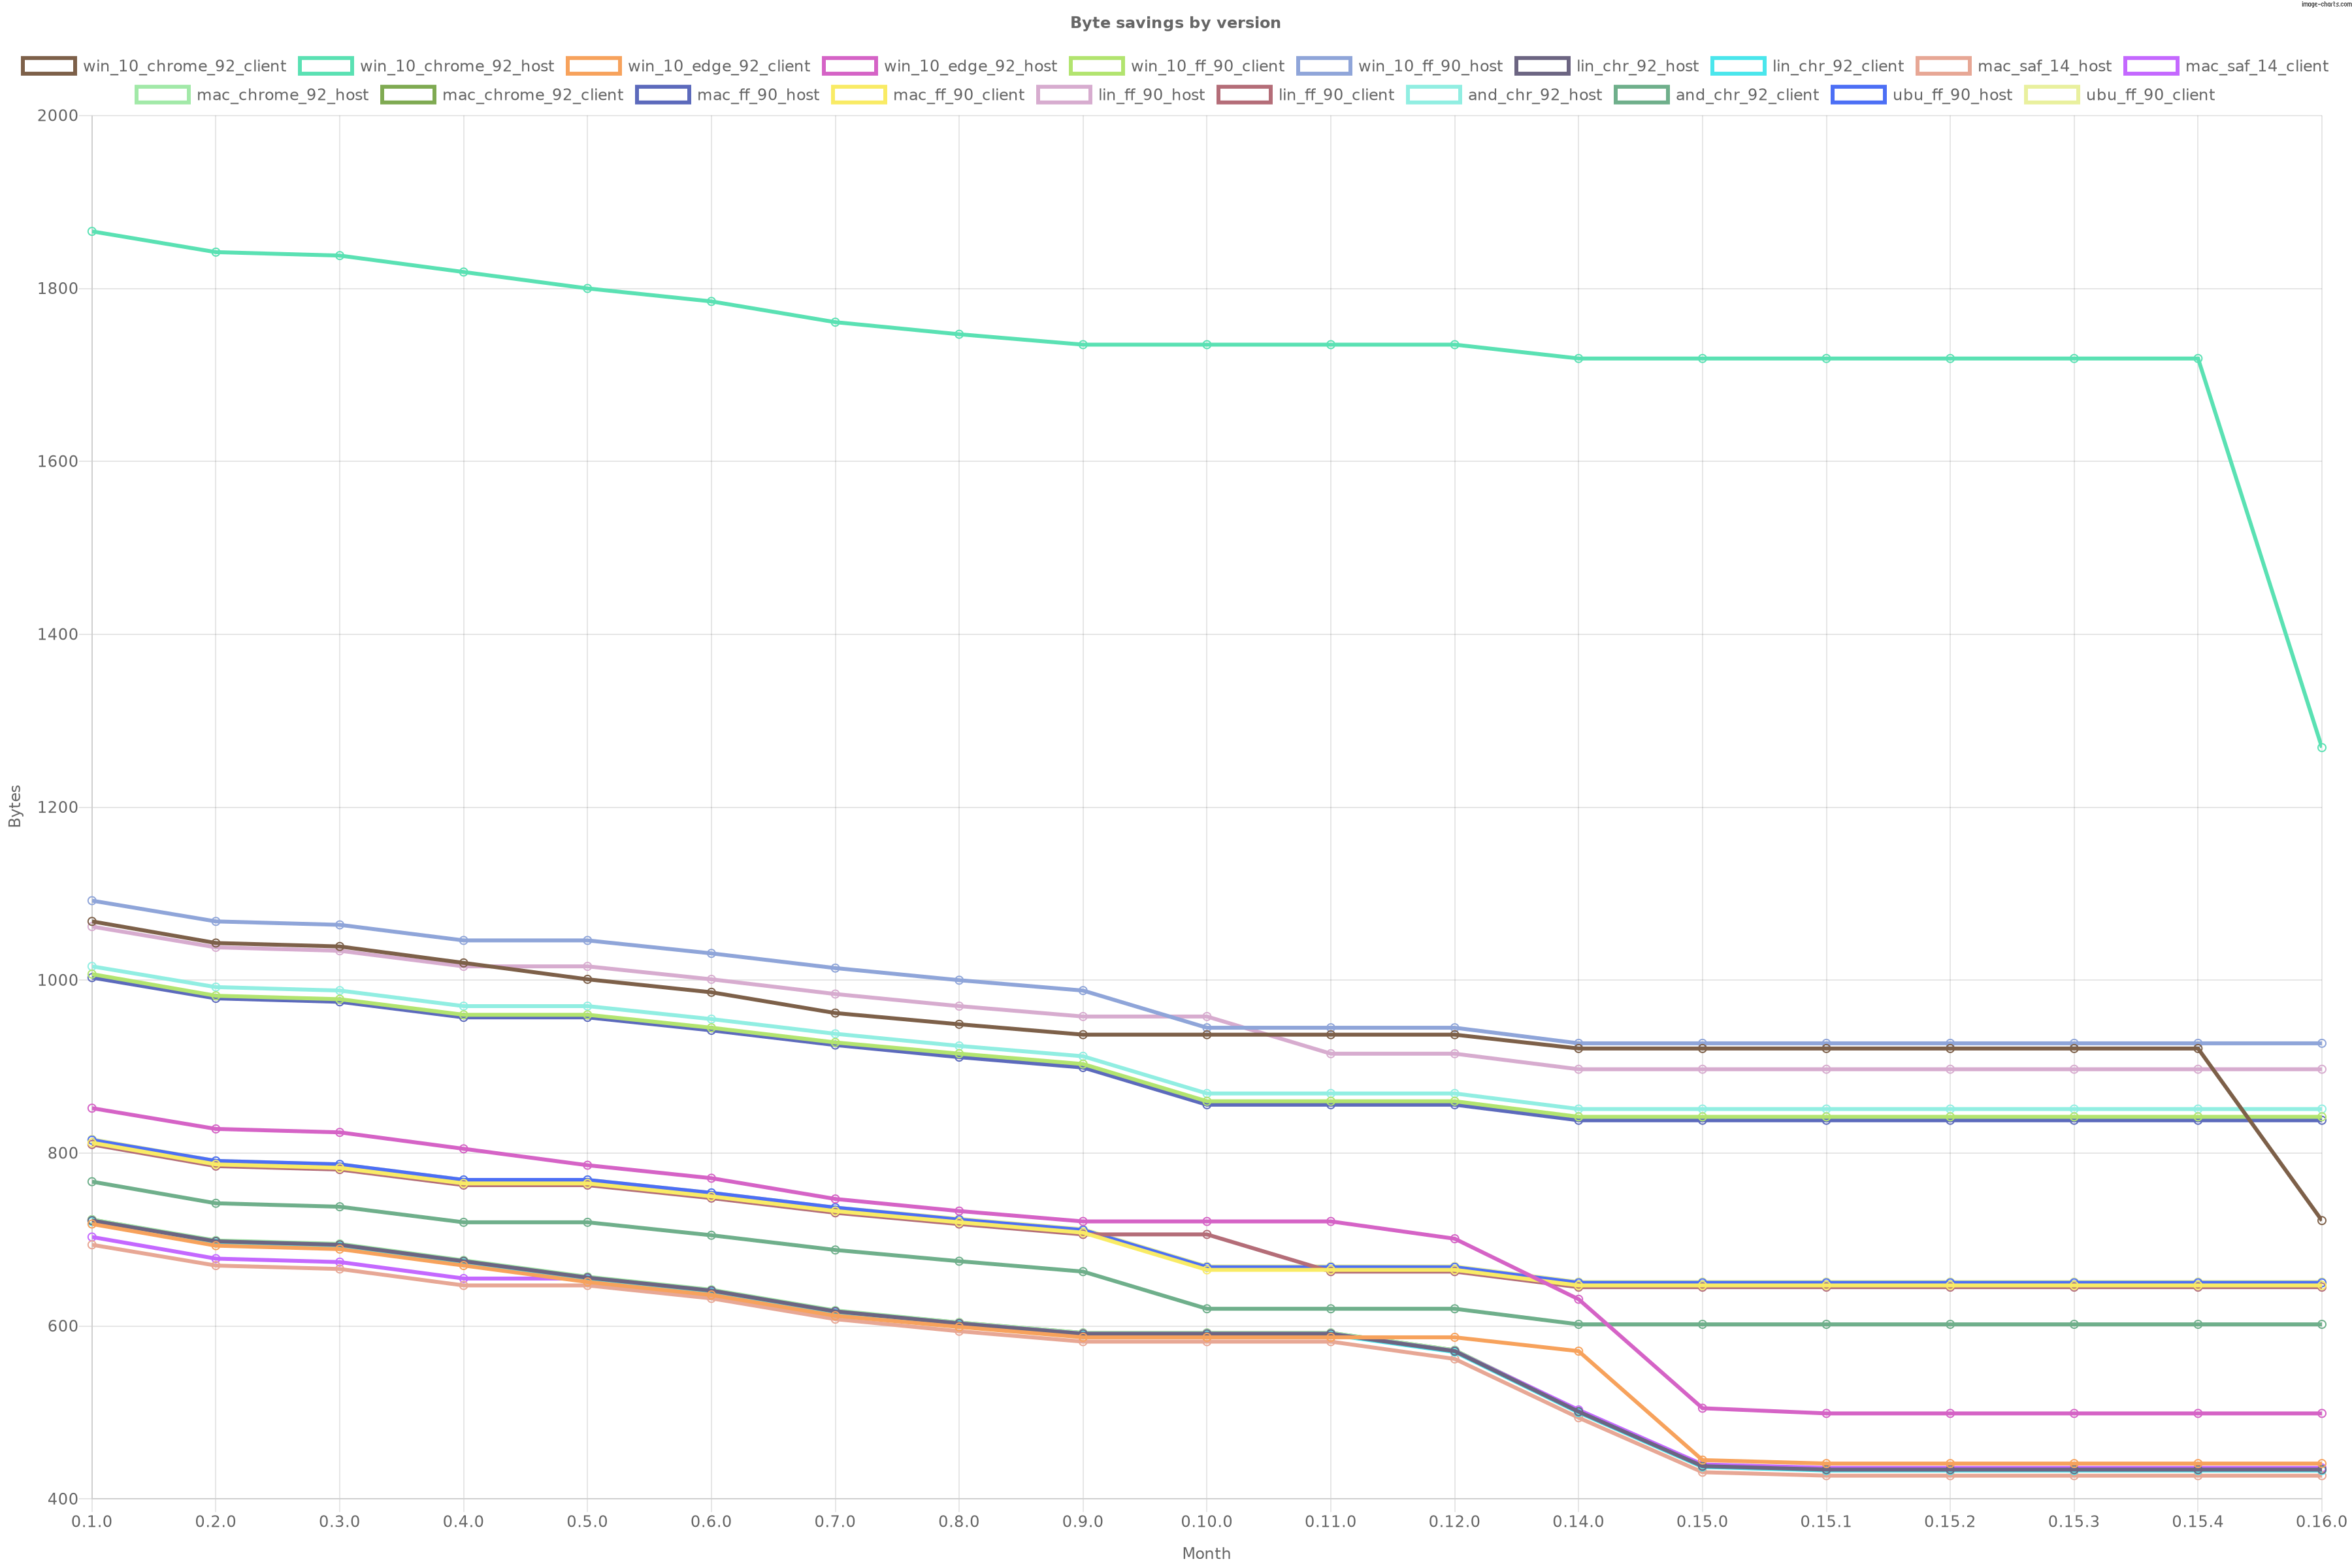 image-charts.com
Byte savings by version
win_10_chrome_92_client win_10_chrome_92_host win_10_edge_92_client win_10_edge_92_host win_10_ff_90_client win_10_ff_90_host lin_chr_92_host lin_chr_92_client mac_saf_14_host mac_saf_14_client
mac_chrome_92_host mac_chrome_92_client mac_ff_90_host mac_ff_90_client lin_ff_90_host lin_ff_90_client and_chr_92_host and_chr_92_client ubu_ff_90_host ubu_ff_90_client
2000
1800
1600
1400
1200
1000
800
600
400
Bytes
0.1.0 0.2.0 0.3.0 0.4.0 0.5.0 0.6.0 0.7.0 0.8.0 0.9.0 0.10.0 0.11.0 0.12.0 0.14.0 0.15.0 0.15.1 0.15.2 0.15.3 0.15.4 0.16.0
Month